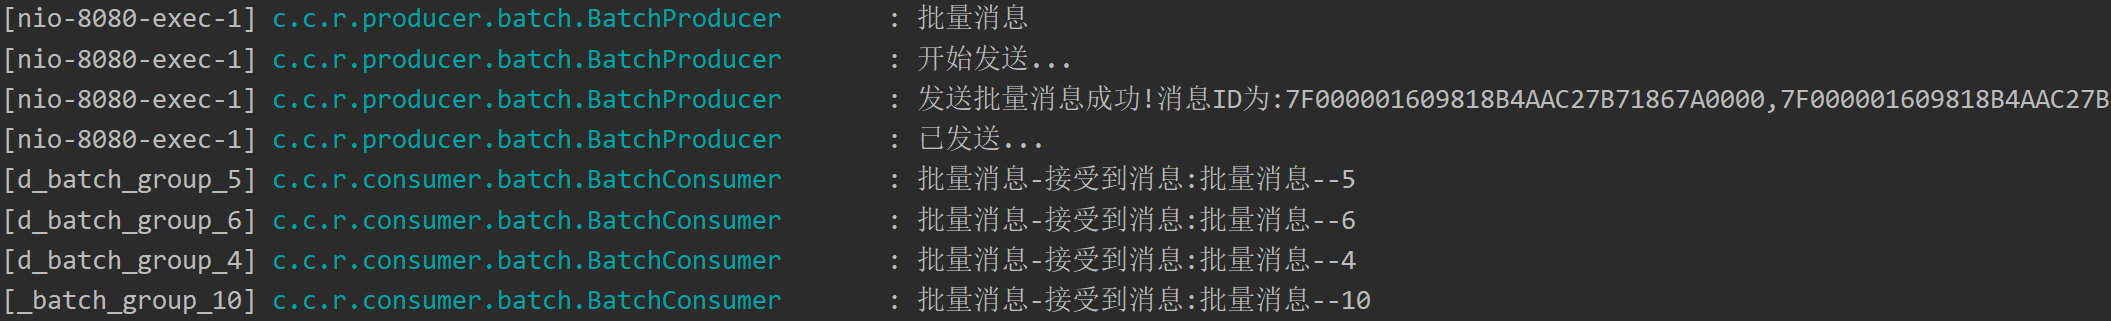 [nio-8080-exec-1] c.c.r.producer.batch.BatchProducer : 批量消息
[nio-8080-exec-1] c.c.r.producer.batch.BatchProducer : 开始发送...
[nio-8080-exec-1] c.c.r.producer.batch.BatchProducer : 发送批量消息成功!消息ID为:7F000001609818B4AAC27B71867A0000,7F000001609818B4AAC27B
[nio-8080-exec-1] c.c.r.producer.batch.BatchProducer : 已发送...
[d_batch_group_5] c.c.r.consumer.batch.BatchConsumer : 批量消息-接受到消息:批量消息--5
[d_batch_group_6] c.c.r.consumer.batch.BatchConsumer : 批量消息-接受到消息:批量消息--6
[d_batch_group_4] c.c.r.consumer.batch.BatchConsumer : 批量消息-接受到消息:批量消息--4
[_batch_group_10] c.c.r.consumer.batch.BatchConsumer : 批量消息-接受到消息:批量消息--10